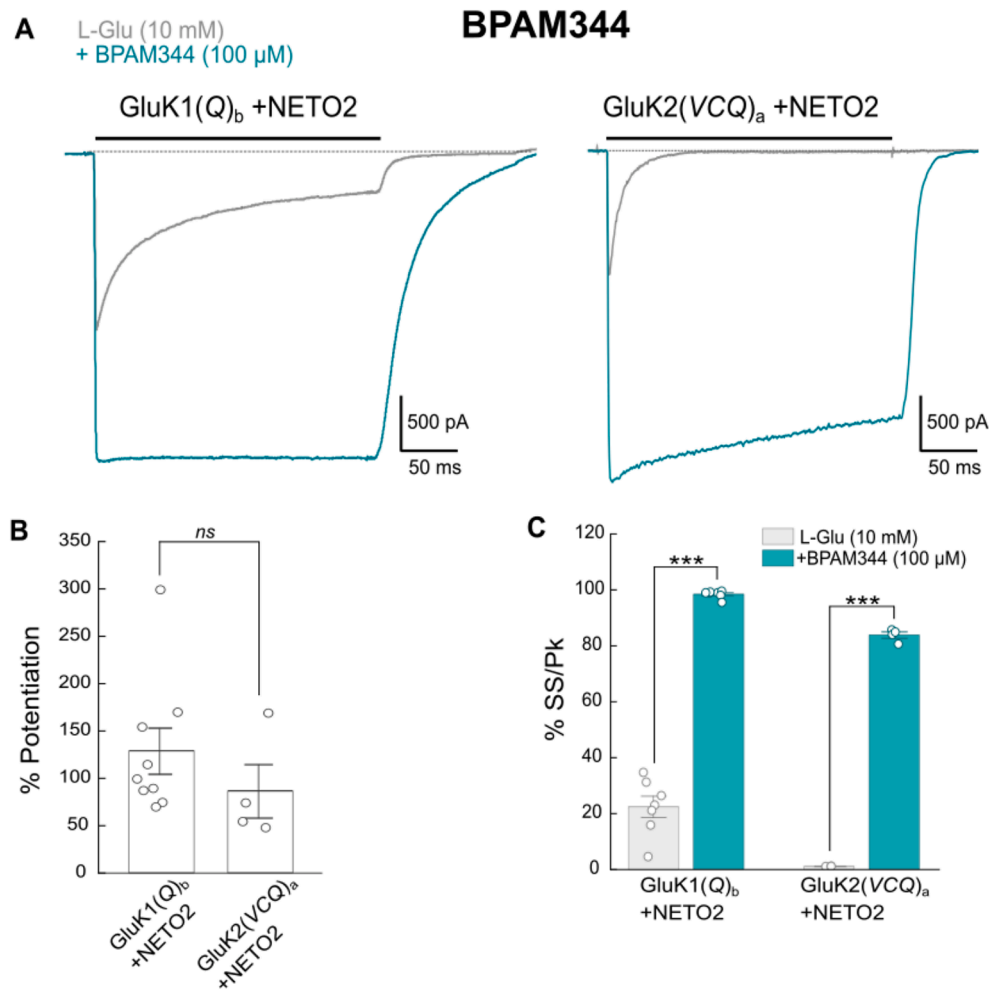 A
BPAM344
L-Glu (10 mM)
+ BPAM344 (100 µM)
GluK1(Q)b +NETO2
GluK2(VCQ)a +NETO2
500 pA
50 ms
500 pA
50 ms
B
ns
% Potentiation
350
300
250
200
150
100
50
0
GluK1(Q)b
+NETO2
GluK2(VCQ)a
+NETO2
C
L-Glu (10 mM)
+BPAM344 (100 µM)
***
***
% SS/Pk
120
100
80
60
40
20
0
GluK1(Q)b
+NETO2
GluK2(VCQ)a
+NETO2